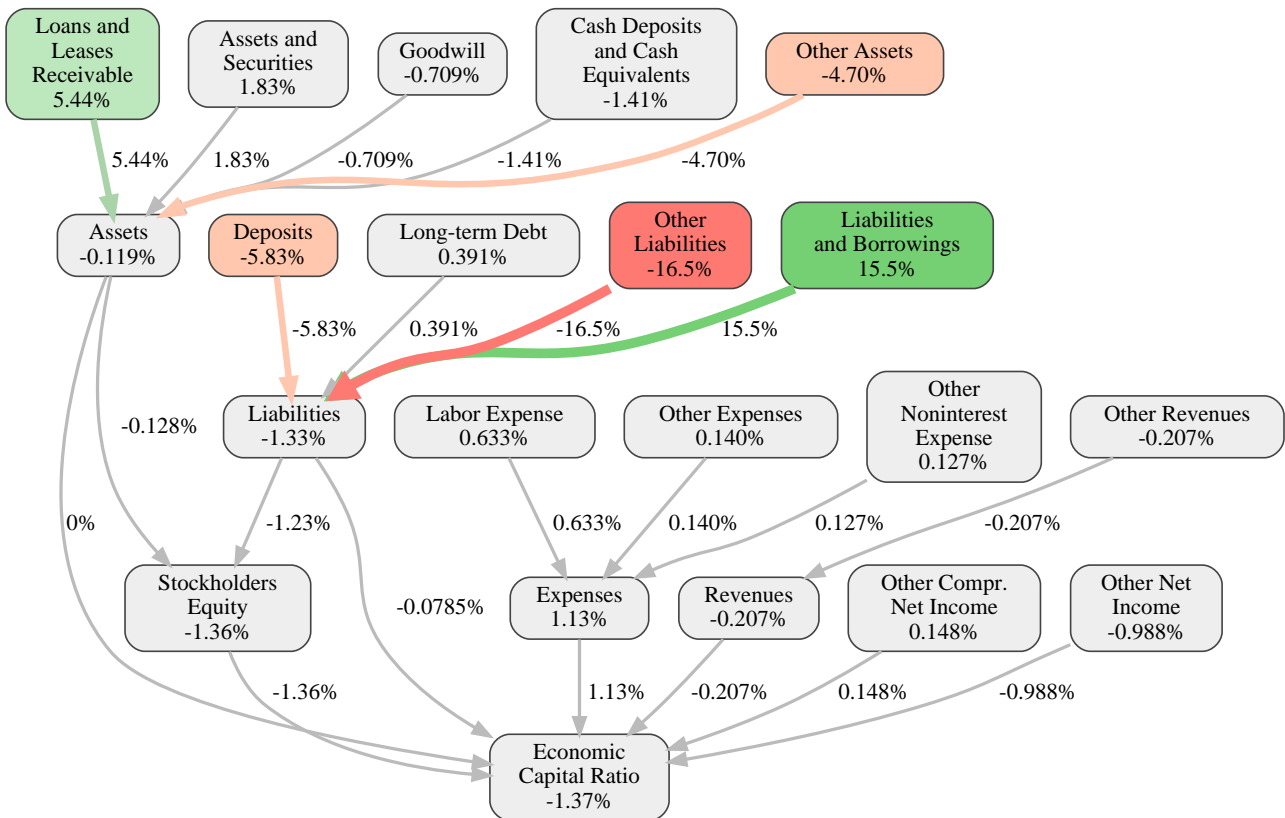 Loans and
Leases
Receivable
5.44%
Assets and
Securities
1.83%
Goodwill
-0.709%
Cash Deposits
and Cash
Equivalents
-1.41%
Other Assets
-4.70%
5.44%
1.83%
-0.709%
-1.41%
-4.70%
Assets
-0.119%
Deposits
-5.83%
Long-term Debt
0.391%
Other
Liabilities
-16.5%
Liabilities
and Borrowings
15.5%
-5.83%
0.391%
-16.5%
15.5%
-0.128%
Liabilities
-1.33%
Labor Expense
0.633%
Other Expenses
0.140%
Other
Noninterest
Expense
0.127%
Other Revenues
-0.207%
0%
-1.23%
0.633%
0.140%
0.127%
-0.207%
Stockholders
Equity
-1.36%
-0.0785%
Expenses
1.13%
Revenues
-0.207%
Other Compr.
Net Income
0.148%
Other Net
Income
-0.988%
-1.36%
1.13%
-0.207%
0.148%
-0.988%
Economic
Capital Ratio
-1.37%